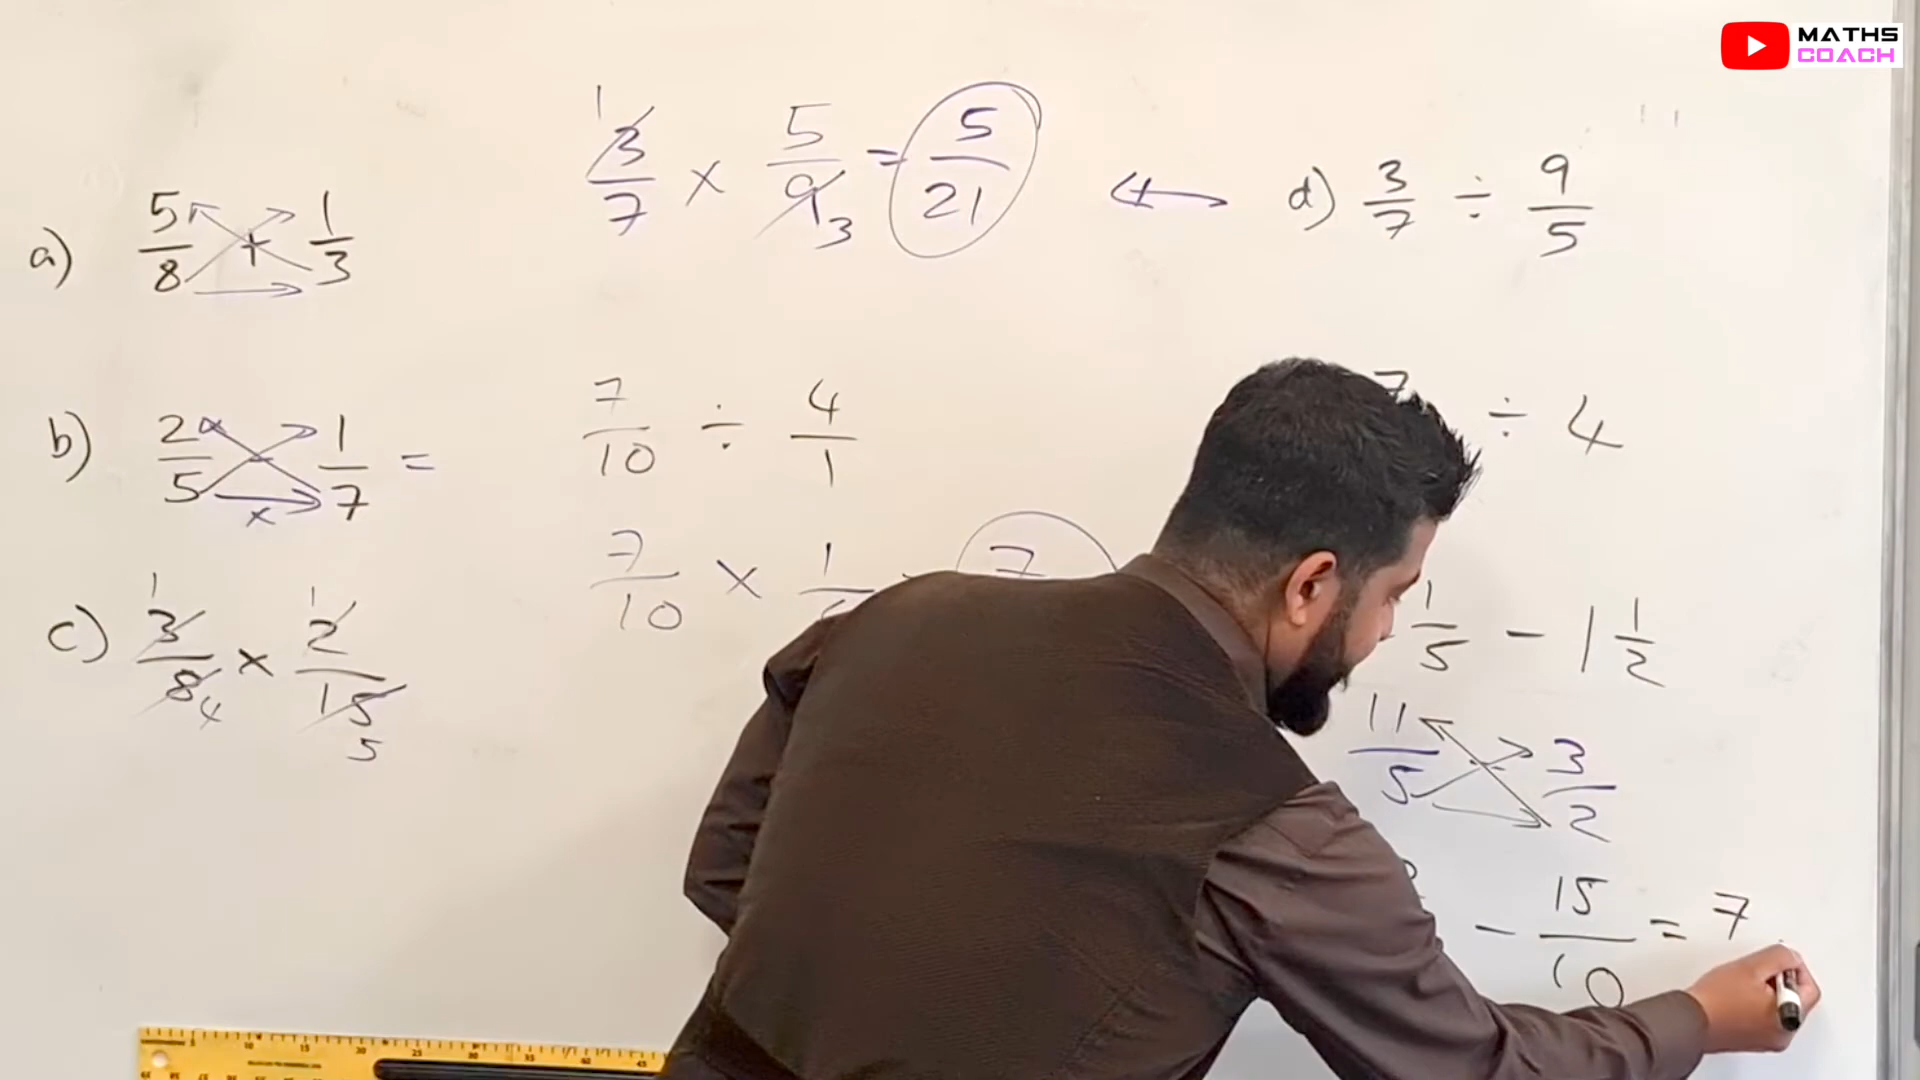 MATHS
COACH
a) 5/8 + 1/3
b) 2/5 - 1/7 =
c) 3/8 × 2/15
1 1
4 5
3/7 × 5/9 = 5/21
1
3
d) 3/7 ÷ 9/5
7/10 ÷ 4/1
7/10 × 1
7
7 ÷ 4
1/5 - 1 1/2
11/5 - 3/2
- 15/10 = 7